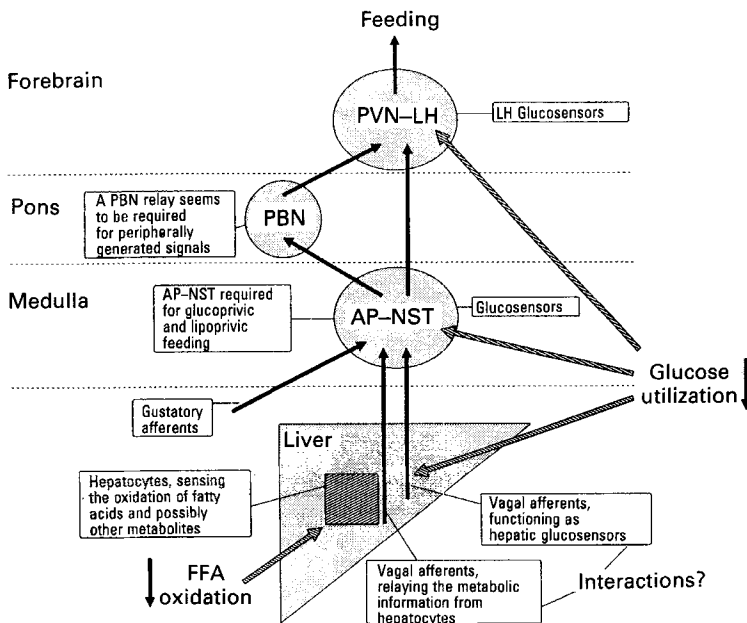 Feeding
Forebrain
PVN–LH
LH Glucosensors
Pons
A PBN relay seems
to be required
for peripherally
generated signals
PBN
Medulla
AP–NST required
for glucoprivic
and lipoprivic
feeding
AP–NST
Glucosensors
Glucose
utilization
Gustatory
afferents
Liver
Hepatocytes, sensing
the oxidation of fatty
acids and possibly
other metabolites
Vagal afferents,
functioning as
hepatic glucosensors
FFA
oxidation
Vagal afferents,
relaying the metabolic
information from
hepatocytes
Interactions?